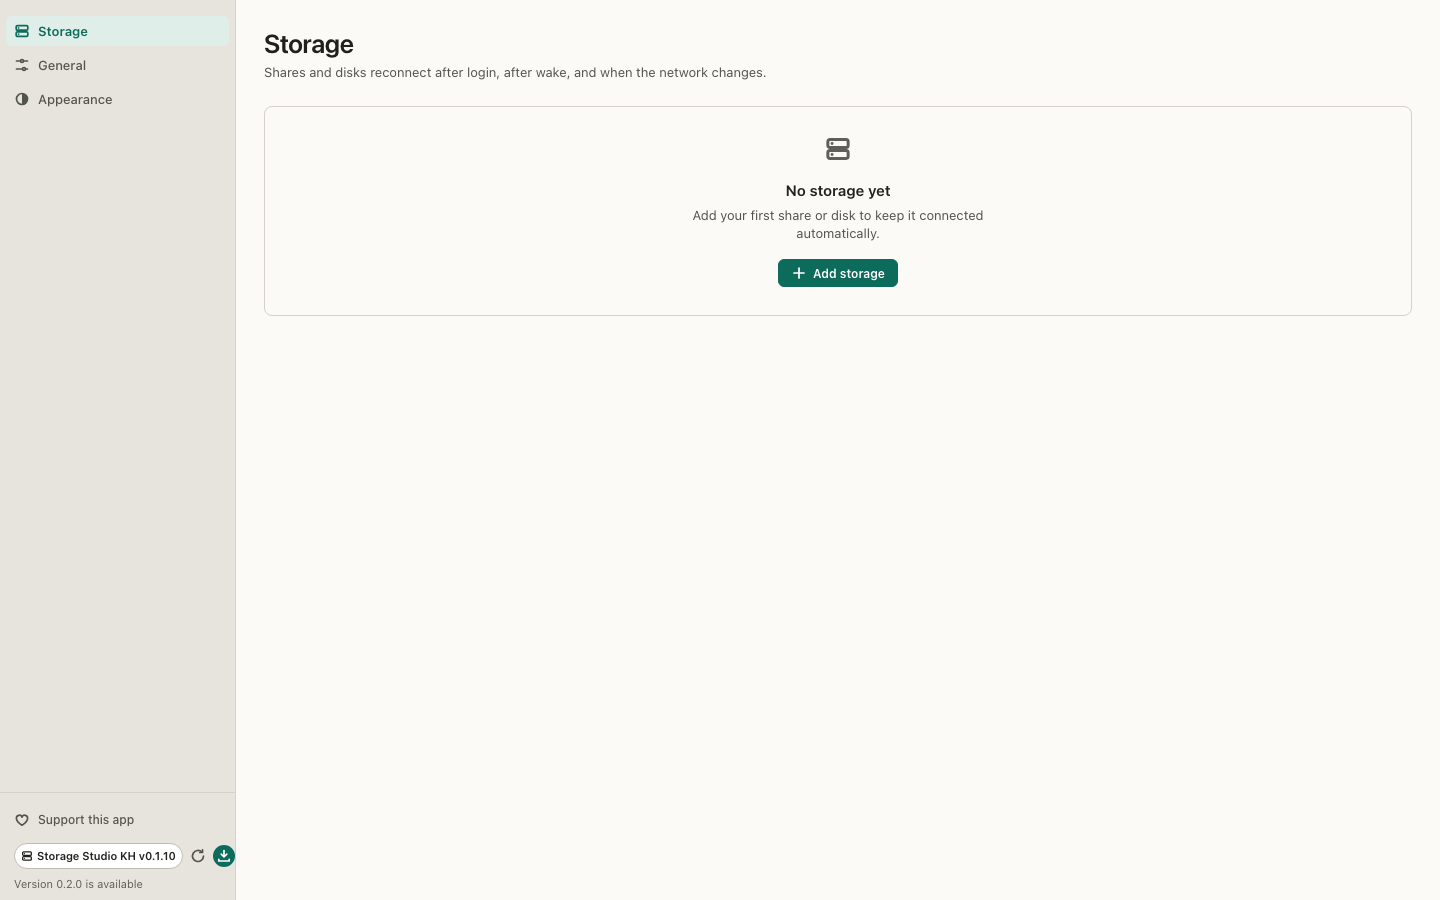 Storage
General
Appearance
Storage
Shares and disks reconnect after login, after wake, and when the network changes.
No storage yet
Add your first share or disk to keep it connected
automatically.
Add storage
Support this app
Storage Studio KH v0.1.10
Version 0.2.0 is available